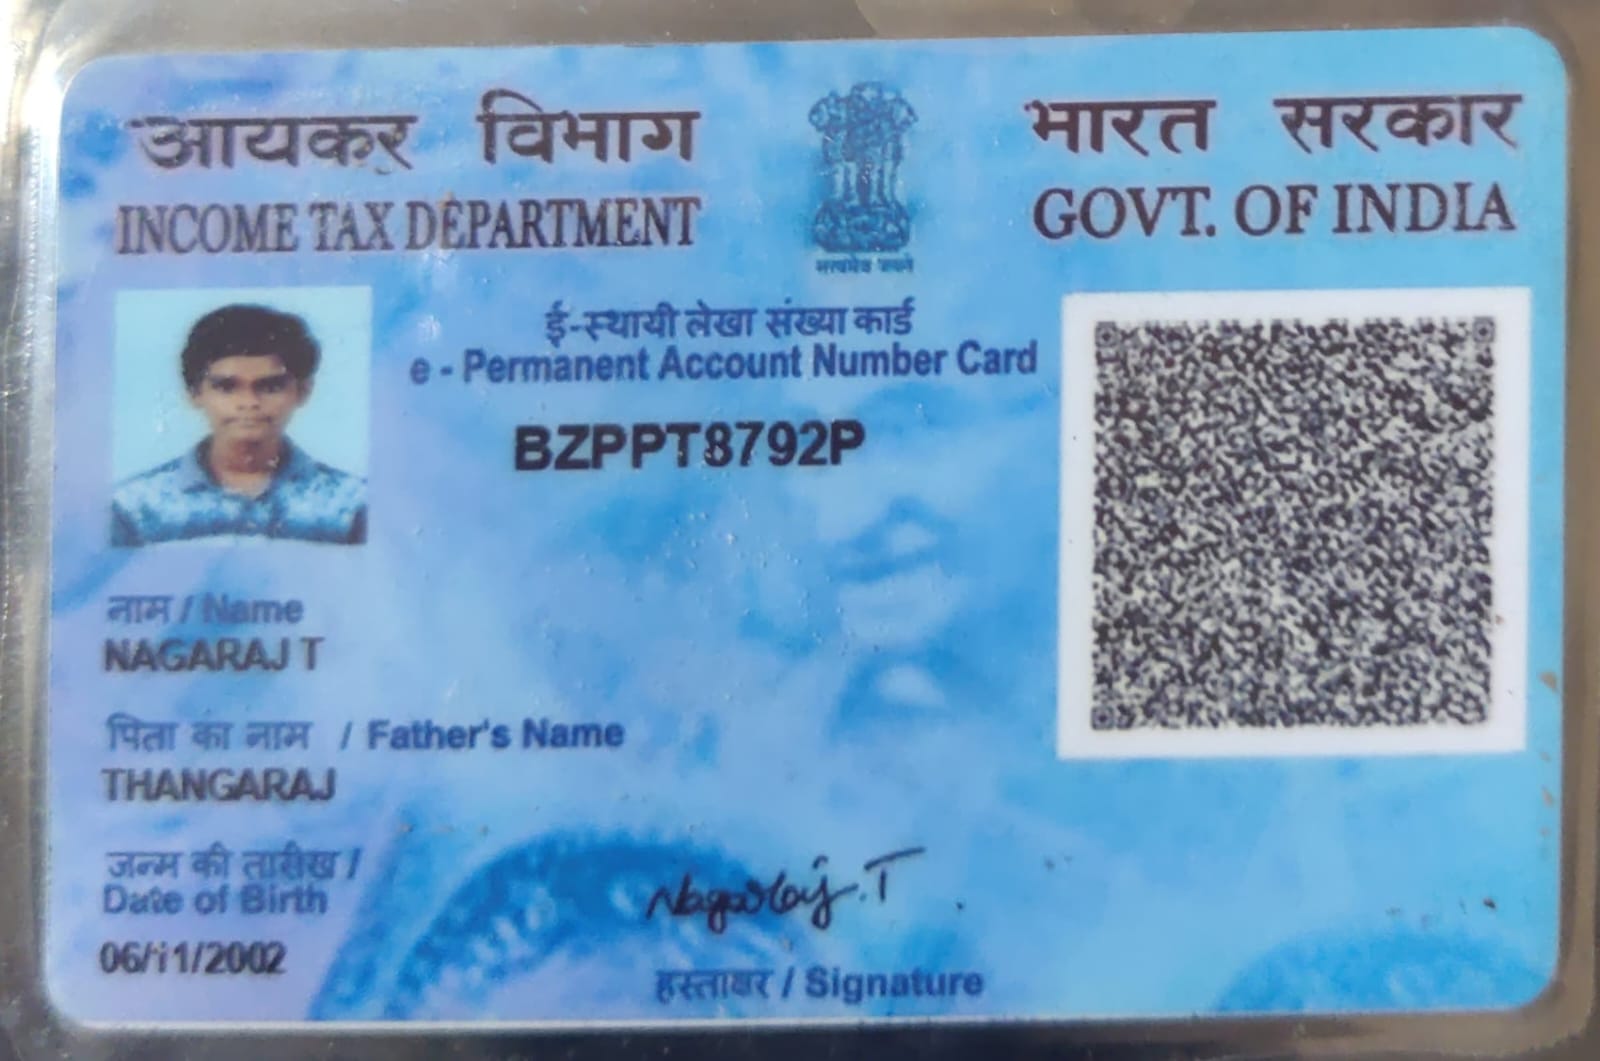 आयकर विभाग
INCOME TAX DEPARTMENT
सत्यमेव जयते
भारत सरकार
GOVT. OF INDIA
ई-स्थायी लेखा संख्या कार्ड
e - Permanent Account Number Card
BZPPT8792P
नाम / Name
NAGARAJ T
पिता का नाम / Father's Name
THANGARAJ
जन्म की तारीख /
Date of Birth
06/11/2002
Nagaraj.T
हस्ताक्षर / Signature